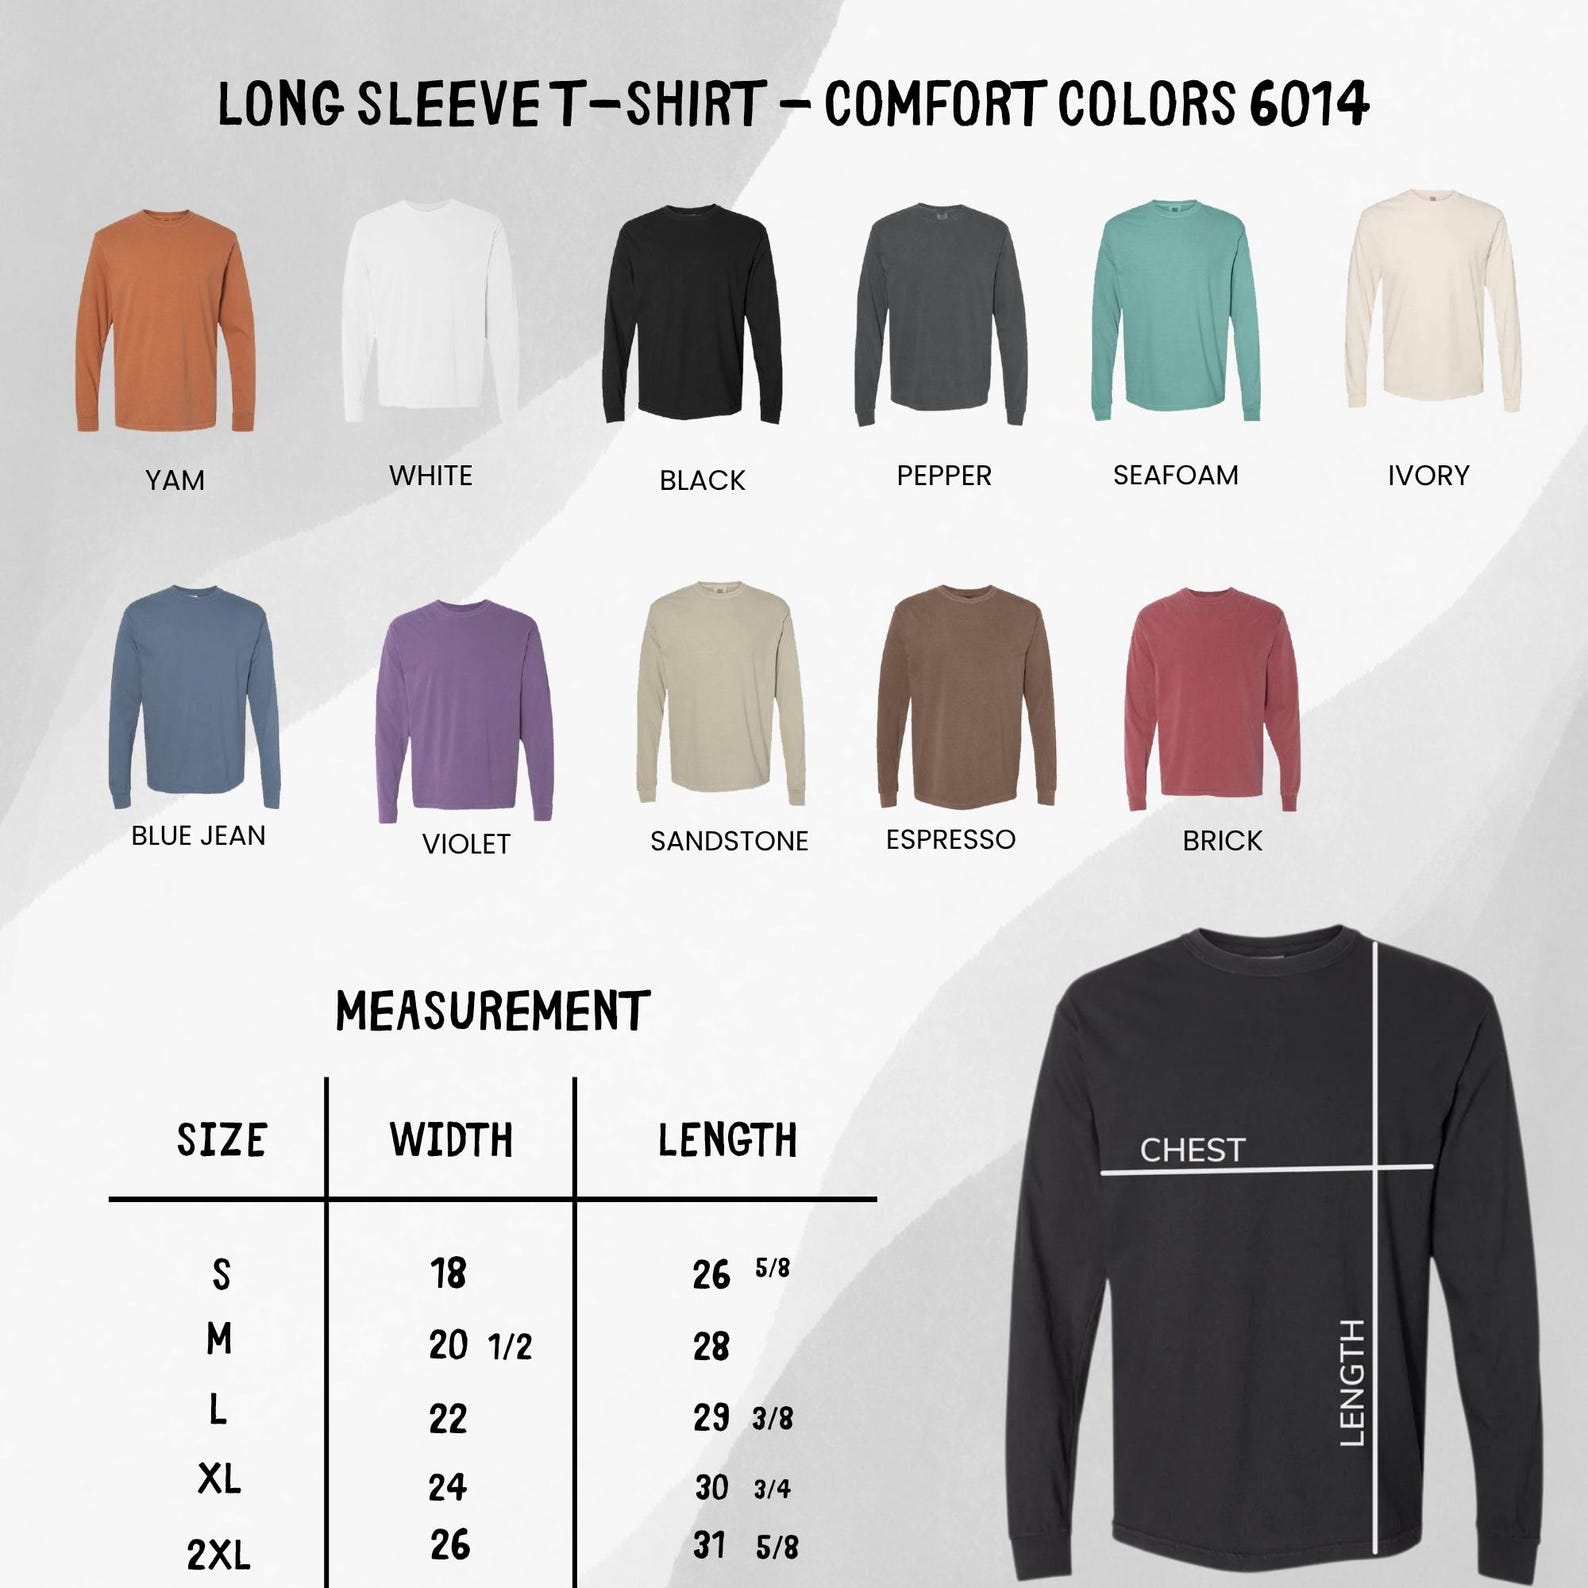 LONG SLEEVE T-SHIRT - COMFORT COLORS 6014
YAM
WHITE
BLACK
PEPPER
SEAFOAM
IVORY
BLUE JEAN
VIOLET
SANDSTONE
ESPRESSO
BRICK
MEASUREMENT
SIZE WIDTH LENGTH
S 18 26 5/8
M 20 1/2 28
L 22 29 3/8
XL 24 30 3/4
2XL 26 31 5/8
CHEST
LENGTH